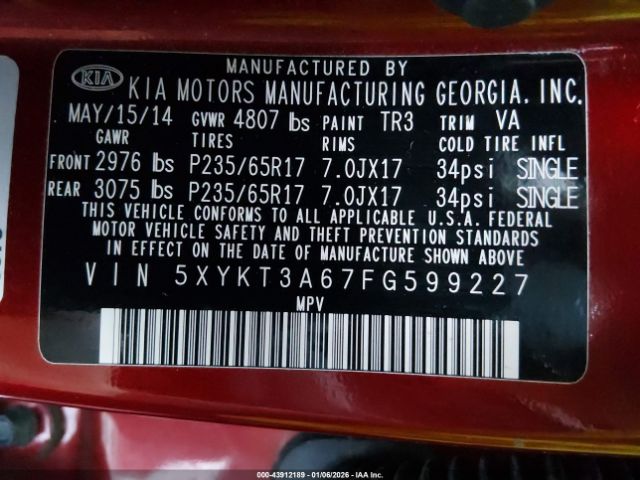 MANUFACTURED BY
KIA KIA MOTORS MANUFACTURING GEORGIA, INC.
MAY/15/14 GVWR 4807 lbs PAINT TR3 TRIM VA
GAWR TIRES RIMS COLD TIRE INFL
FRONT 2976 lbs P235/65R17 7.0JX17 34psi SINGLE
REAR 3075 lbs P235/65R17 7.0JX17 34psi SINGLE
THIS VEHICLE CONFORMS TO ALL APPLICABLE U.S.A. FEDERAL
MOTOR VEHICLE SAFETY AND THEFT PREVENTION STANDARDS
IN EFFECT ON THE DATE OF MANUFACTURE SHOWN ABOVE
VIN 5XYKT3A67FG599227
MPV
000-43912189 - 01/06/2026 - IAA, Inc.